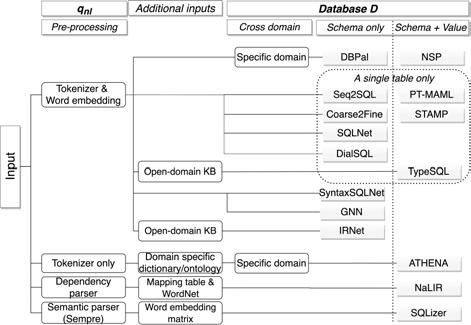 qnl Additional inputs Database D
Pre-processing Cross domain Schema only Schema + Value
Specific domain DBPal NSP
A single table only
Tokenizer &
Word embedding
Seq2SQL PT-MAML
Coarse2Fine STAMP
SQLNet
DialSQL
Input
Open-domain KB TypeSQL
SyntaxSQLNet
GNN
Open-domain KB IRNet
Tokenizer only Domain specific
dictionary/ontology Specific domain ATHENA
Dependency
parser Mapping table &
WordNet NaLIR
Semantic parser
(Sempre) Word embedding
matrix SQLizer